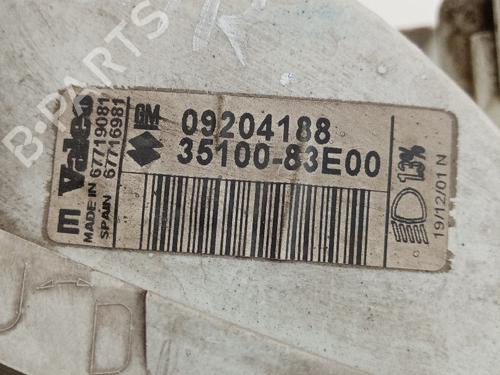 B-PARTS
m Valeo
MADE IN
SPAIN
67719081
67716981
GM
09204188
35100-83E00
1.3%
19/12/01 N
D